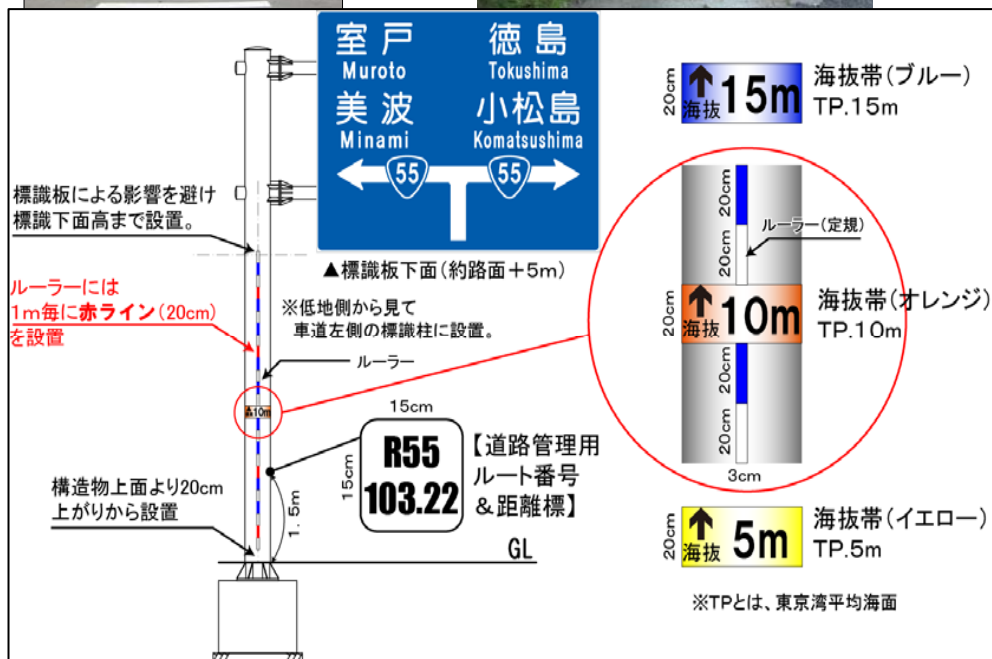 室戸
Muroto
徳島
Tokushima
美波
Minami
小松島
Komatsushima
55
55
▲標識板下面(約路面+5m)
標識板による影響を避け
標識下面高まで設置。
ルーラーには
1m毎に赤ライン(20cm)
を設置
※低地側から見て
車道左側の標識柱に設置。
ルーラー
10m
15cm
15cm
R55
103.22
【道路管理用
ルート番号
&距離標】
構造物上面より20cm
上がりから設置
1.5m
GL
20cm
海抜
15m
海抜帯(ブルー)
TP.15m
20cm
20cm
ルーラー(定規)
20cm
海抜
10m
海抜帯(オレンジ)
TP.10m
20cm
20cm
3cm
20cm
海抜
5m
海抜帯(イエロー)
TP.5m
※TPとは、東京湾平均海面